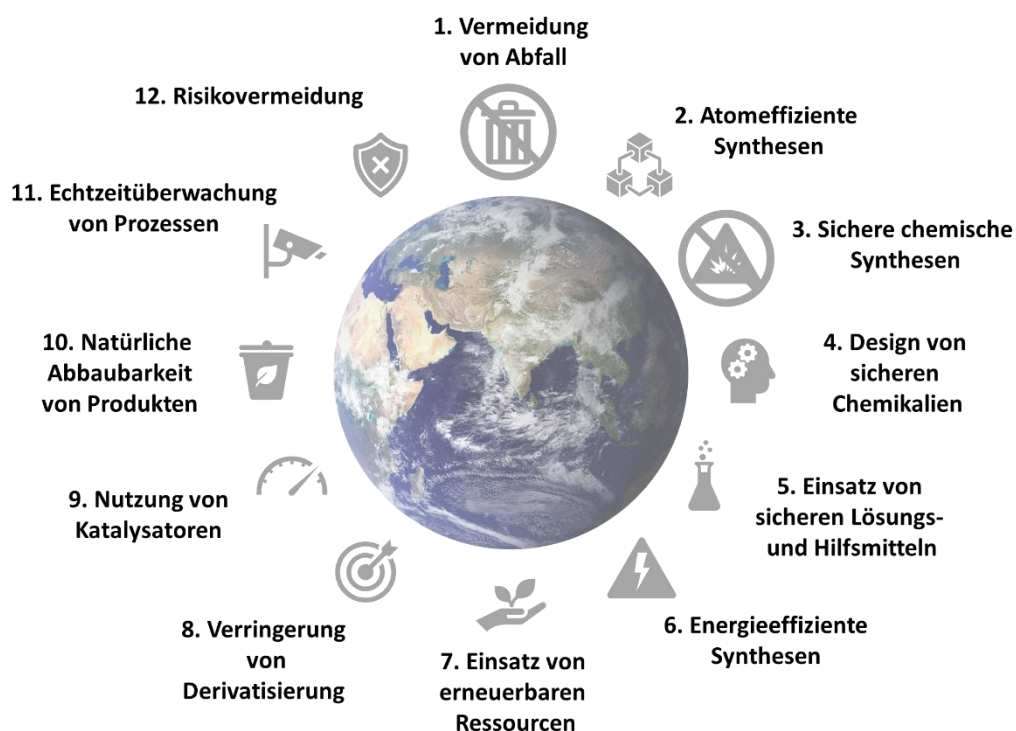 1. Vermeidung
von Abfall
2. Atomeffiziente
Synthesen
3. Sichere chemische
Synthesen
4. Design von
sicheren
Chemikalien
5. Einsatz von
sicheren Lösungs-
und Hilfsmitteln
6. Energieeffiziente
Synthesen
7. Einsatz von
erneuerbaren
Ressourcen
8. Verringerung
von
Derivatisierung
9. Nutzung von
Katalysatoren
10. Natürliche
Abbaubarkeit
von Produkten
11. Echtzeitüberwachung
von Prozessen
12. Risikovermeidung